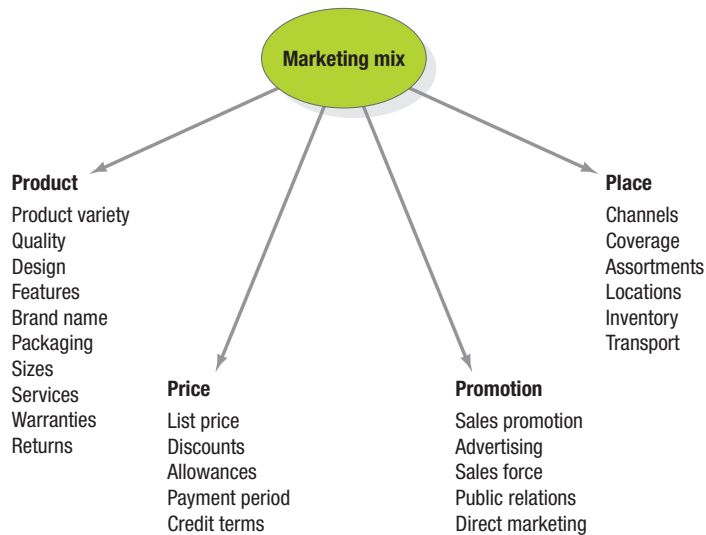 Marketing mix
Product
Product variety
Quality
Design
Features
Brand name
Packaging
Sizes
Services
Warranties
Returns
Price
List price
Discounts
Allowances
Payment period
Credit terms
Promotion
Sales promotion
Advertising
Sales force
Public relations
Direct marketing
Place
Channels
Coverage
Assortments
Locations
Inventory
Transport